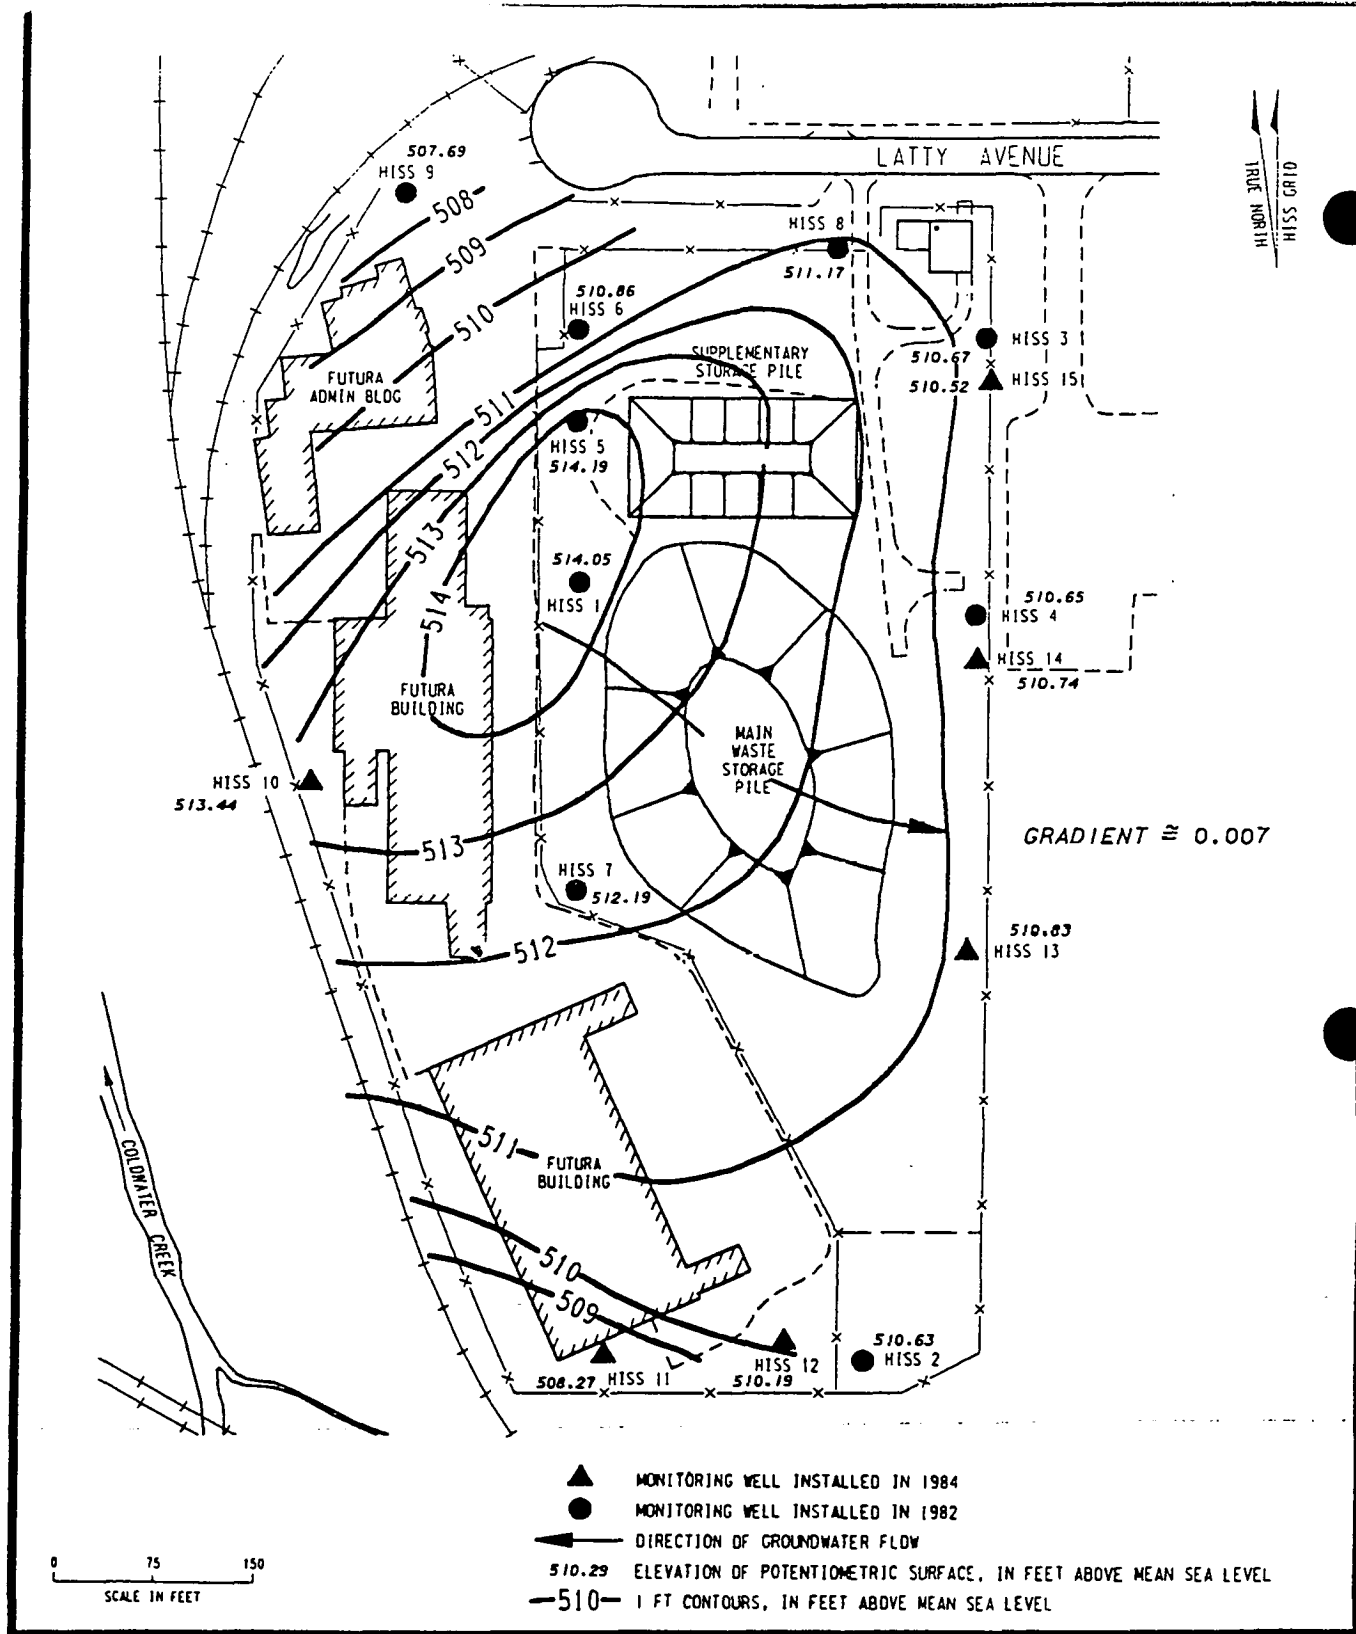 LATTY AVENUE
TRUE NORTH
HISS GRID
507.69
HISS 9
508
509
510
HISS 8
511.17
510.86
HISS 6
HISS 3
510.67
510.52
HISS 15
SUPPLEMENTARY
STORAGE PILE
FUTURA
ADMIN BLDG
511
512
513
514
HISS 5
514.19
514.05
HISS 1
510.65
HISS 4
HISS 14
510.74
FUTURA
BUILDING
MAIN
WASTE
STORAGE
PILE
HISS 10
513.44
GRADIENT ≅ 0.007
513
HISS 7
512.19
512
510.83
HISS 13
COLDWATER CREEK
511
FUTURA
BUILDING
510
509
510.63
HISS 2
HISS 12
510.19
508.27
HISS 11
MONITORING WELL INSTALLED IN 1984
MONITORING WELL INSTALLED IN 1982
DIRECTION OF GROUNDWATER FLOW
510.29 ELEVATION OF POTENTIOMETRIC SURFACE, IN FEET ABOVE MEAN SEA LEVEL
510 1 FT CONTOURS, IN FEET ABOVE MEAN SEA LEVEL
0 75 150
SCALE IN FEET